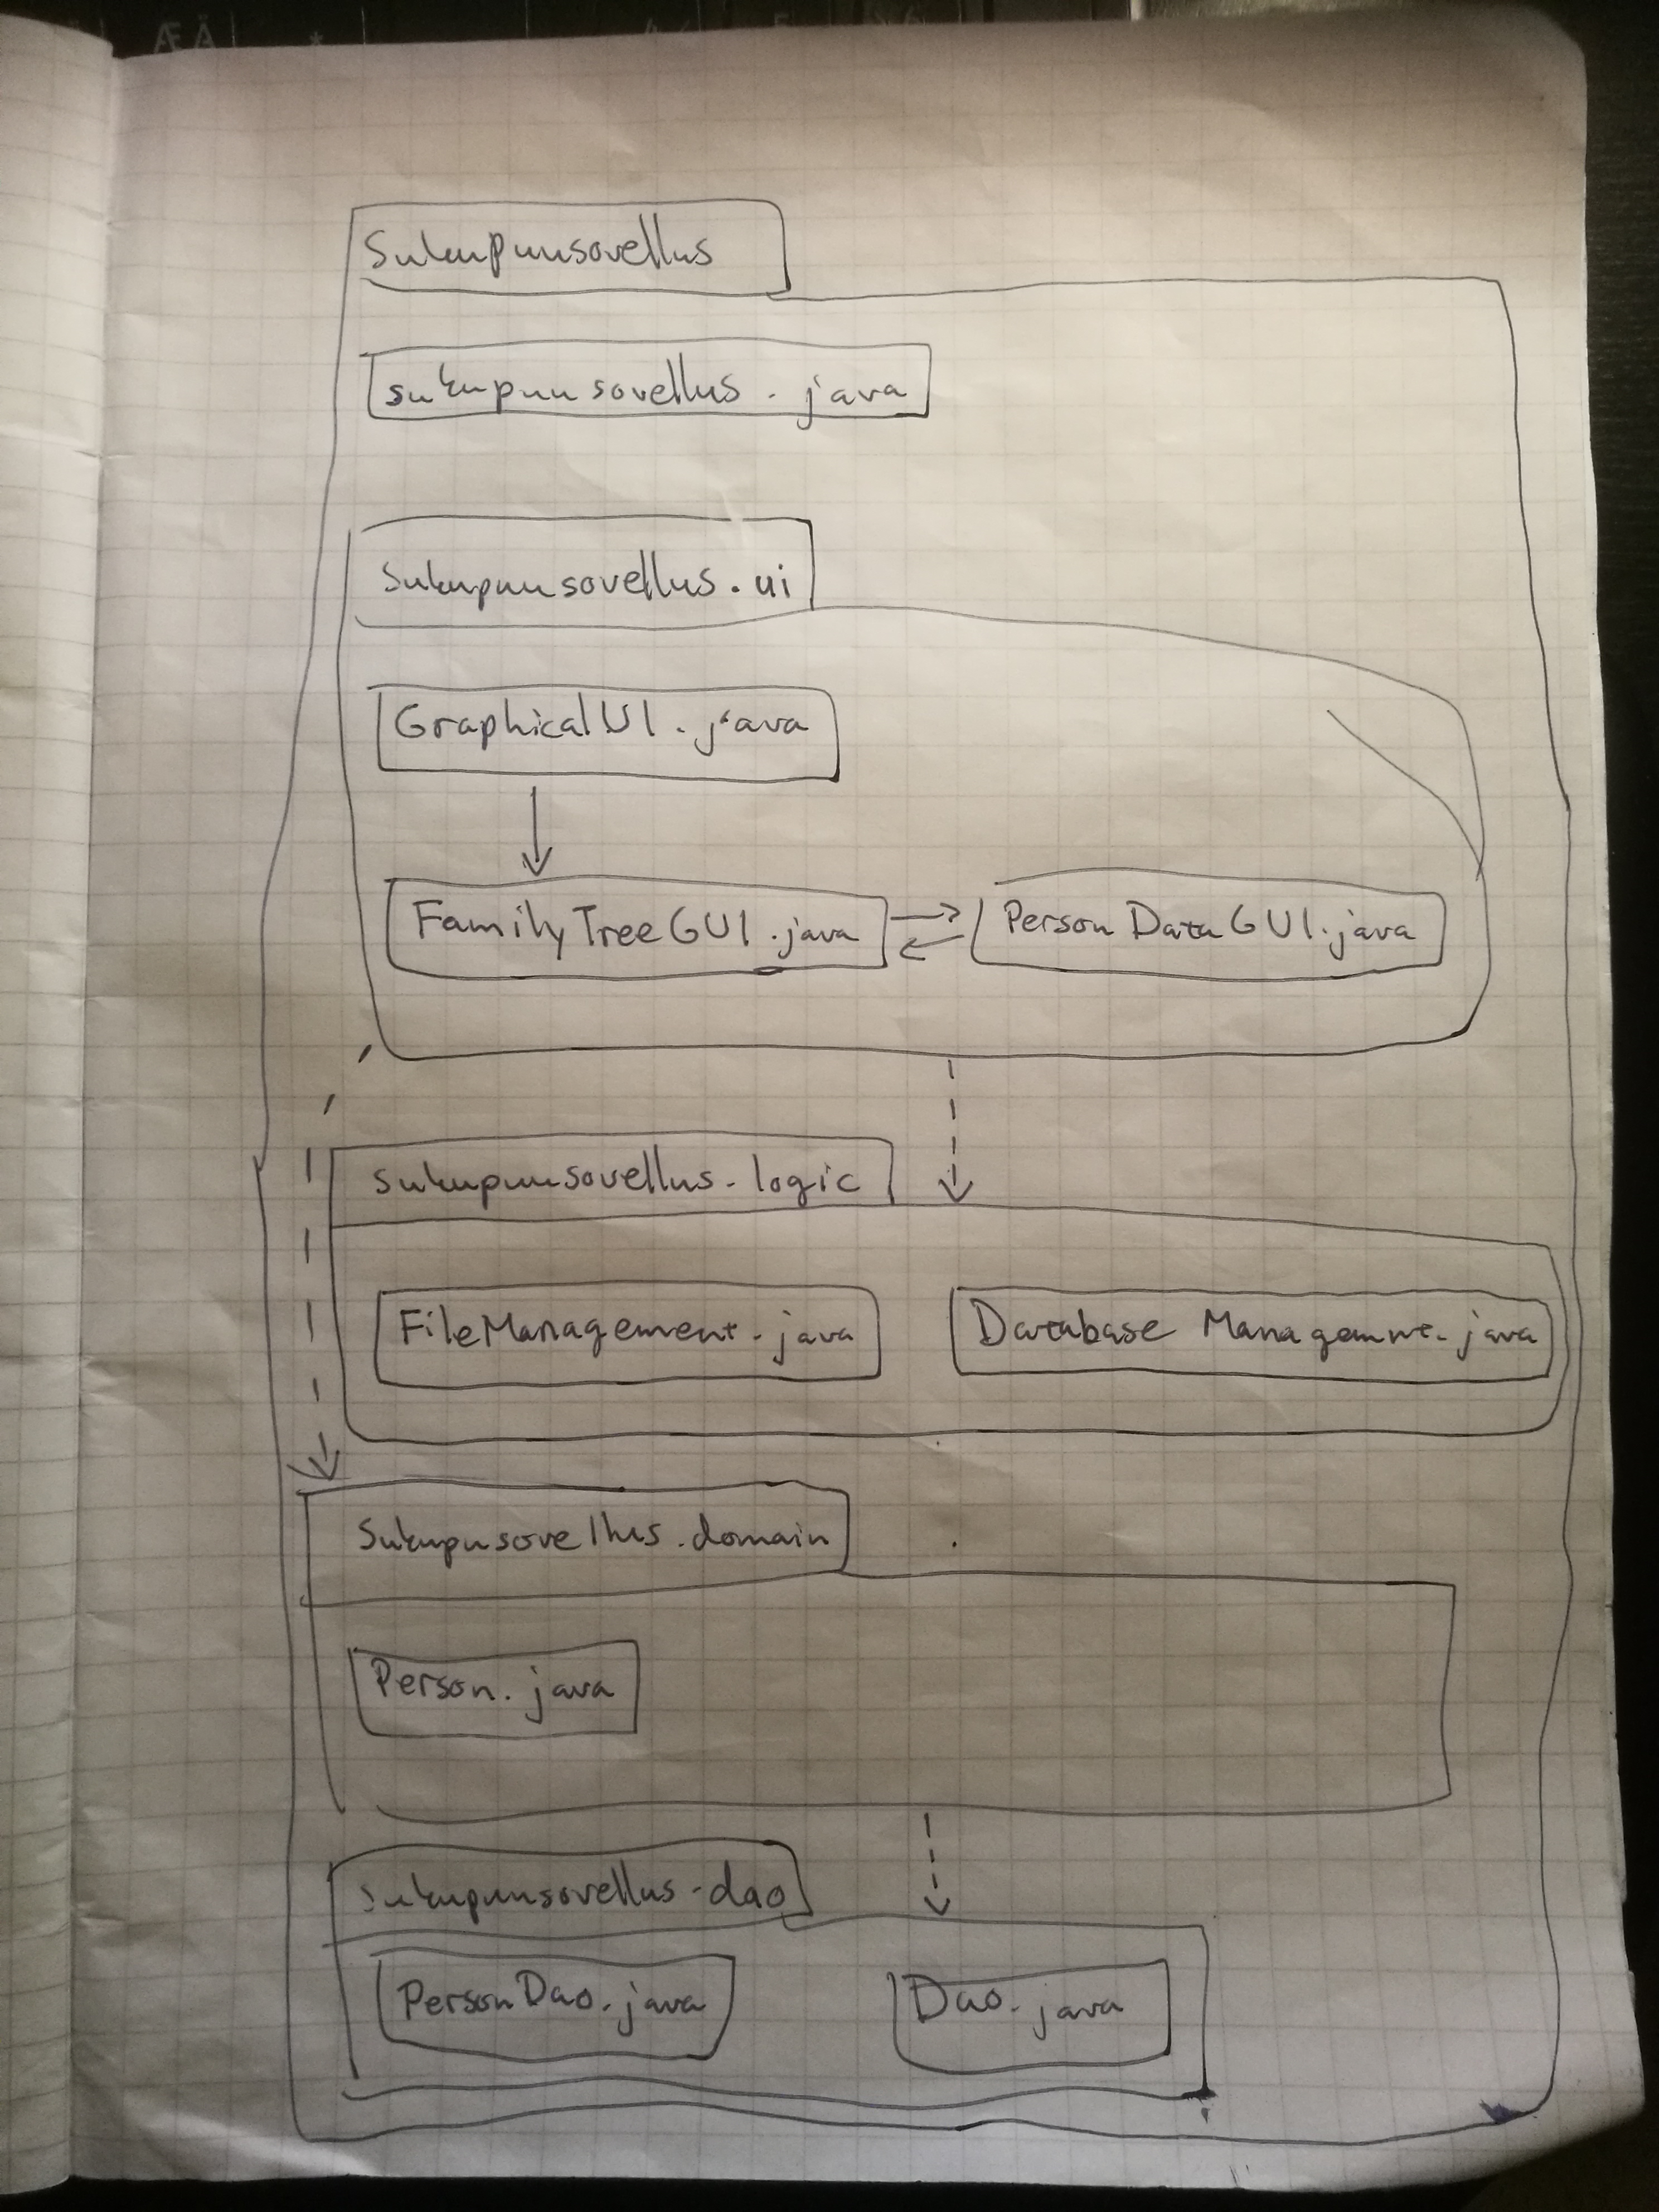 Sukupuusovellus
sukupuusovellus.java
Sukupuusovellus.ui
GraphicalUI.java
FamilyTreeGUI.java PersonDataGUI.java
sukupuusovellus.logic
FileManagement.java Database Managemnt.java
Sukupusovellus.domain
Person.java
sukupuusovellus.dao
PersonDao.java Dao.java